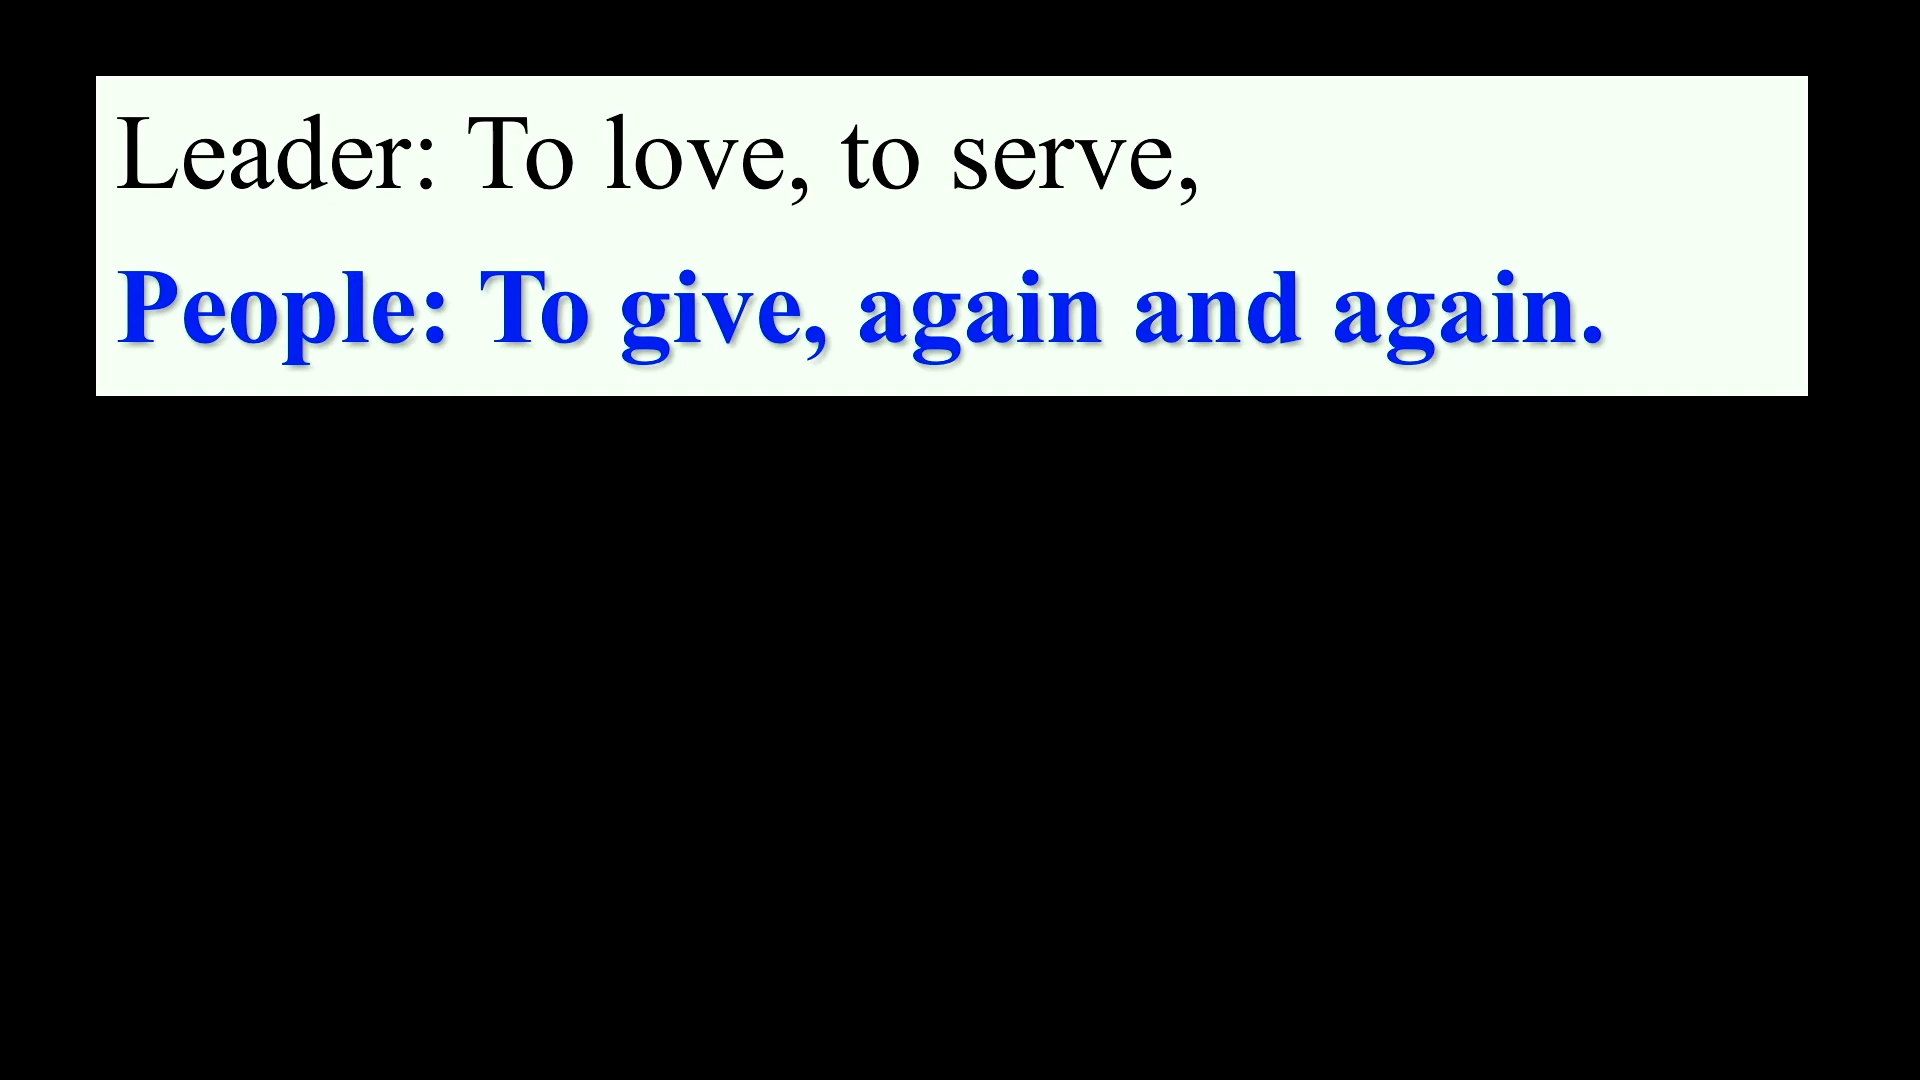 Leader: To love, to serve,
People: To give, again and again.